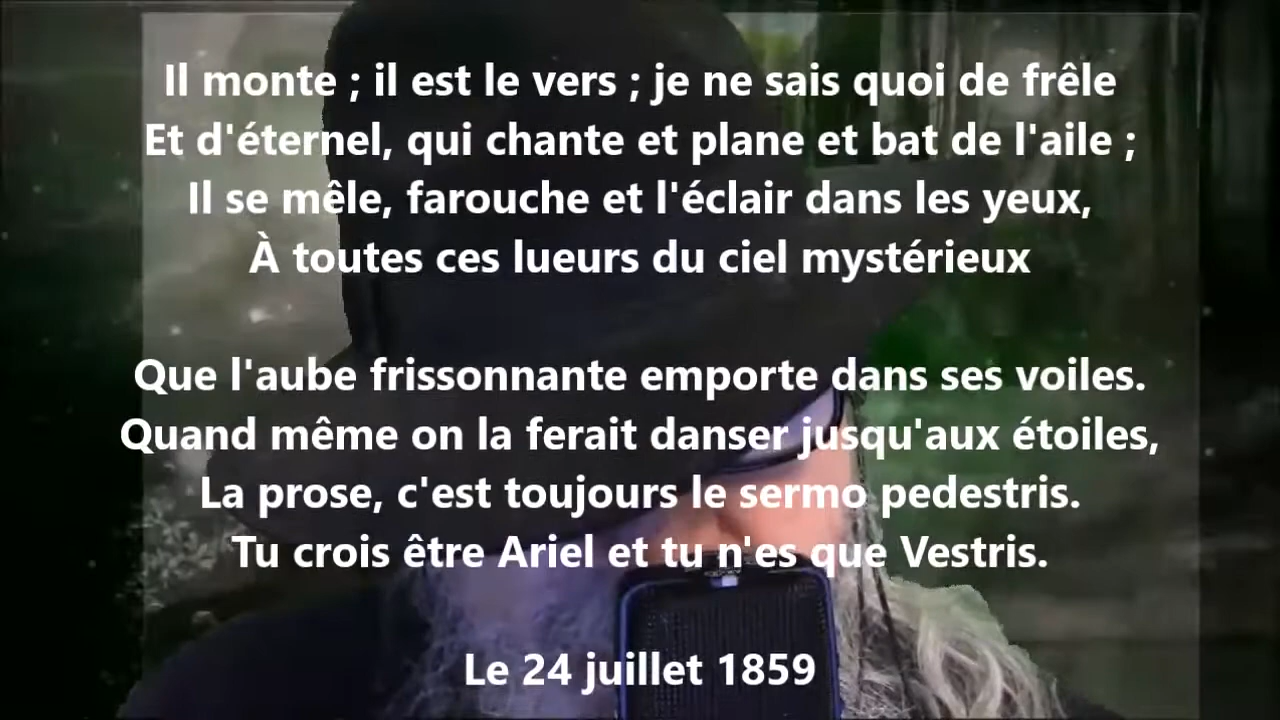 Il monte ; il est le vers ; je ne sais quoi de frêle
Et d'éternel, qui chante et plane et bat de l'aile ;
Il se mêle, farouche et l'éclair dans les yeux,
À toutes ces lueurs du ciel mystérieux
Que l'aube frissonnante emporte dans ses voiles.
Quand même on la ferait danser jusqu'aux étoiles,
La prose, c'est toujours le sermo pedestris.
Tu crois être Ariel et tu n'es que Vestris.
Le 24 juillet 1859